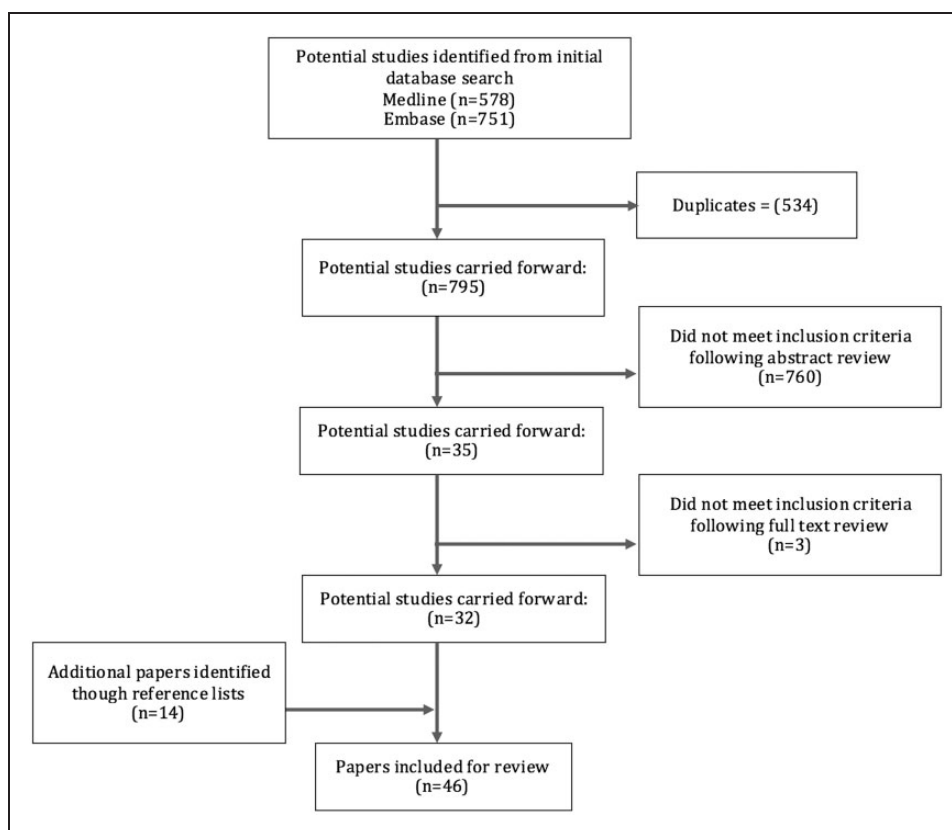 Potential studies identified from initial
database search
Medline (n=578)
Embase (n=751)
Duplicates = (534)
Potential studies carried forward:
(n=795)
Did not meet inclusion criteria
following abstract review
(n=760)
Potential studies carried forward:
(n=35)
Did not meet inclusion criteria
following full text review
(n=3)
Potential studies carried forward:
(n=32)
Additional papers identified
though reference lists
(n=14)
Papers included for review
(n=46)